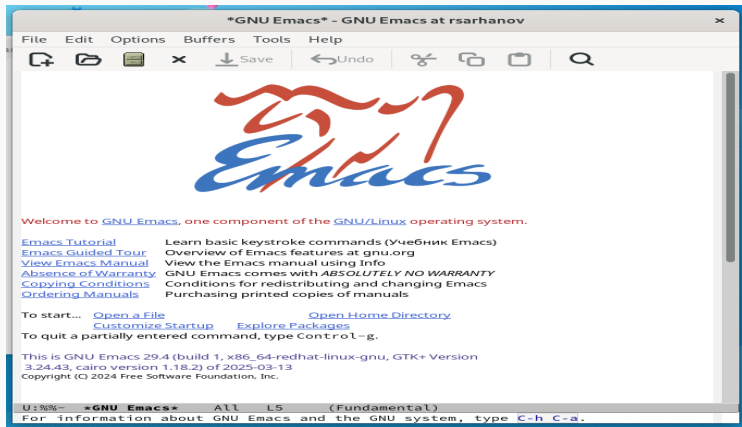 *GNU Emacs* - GNU Emacs at rsarhanov ×
File Edit Options Buffers Tools Help
Save Undo
Emacs
Welcome to GNU Emacs, one component of the GNU/Linux operating system.
Emacs Tutorial Learn basic keystroke commands (Учебник Emacs)
Emacs Guided Tour Overview of Emacs features at gnu.org
View Emacs Manual View the Emacs manual using Info
Absence of Warranty GNU Emacs comes with ABSOLUTELY NO WARRANTY
Copying Conditions Conditions for redistributing and changing Emacs
Ordering Manuals Purchasing printed copies of manuals
To start... Open a File Open Home Directory
Customize Startup Explore Packages
To quit a partially entered command, type Control-g.
This is GNU Emacs 29.4 (build 1, x86_64-redhat-linux-gnu, GTK+ Version
3.24.43, cairo version 1.18.2) of 2025-03-13
Copyright (C) 2024 Free Software Foundation, Inc.
U:%%- *GNU Emacs* All L5 (Fundamental)
For information about GNU Emacs and the GNU system, type C-h C-a.